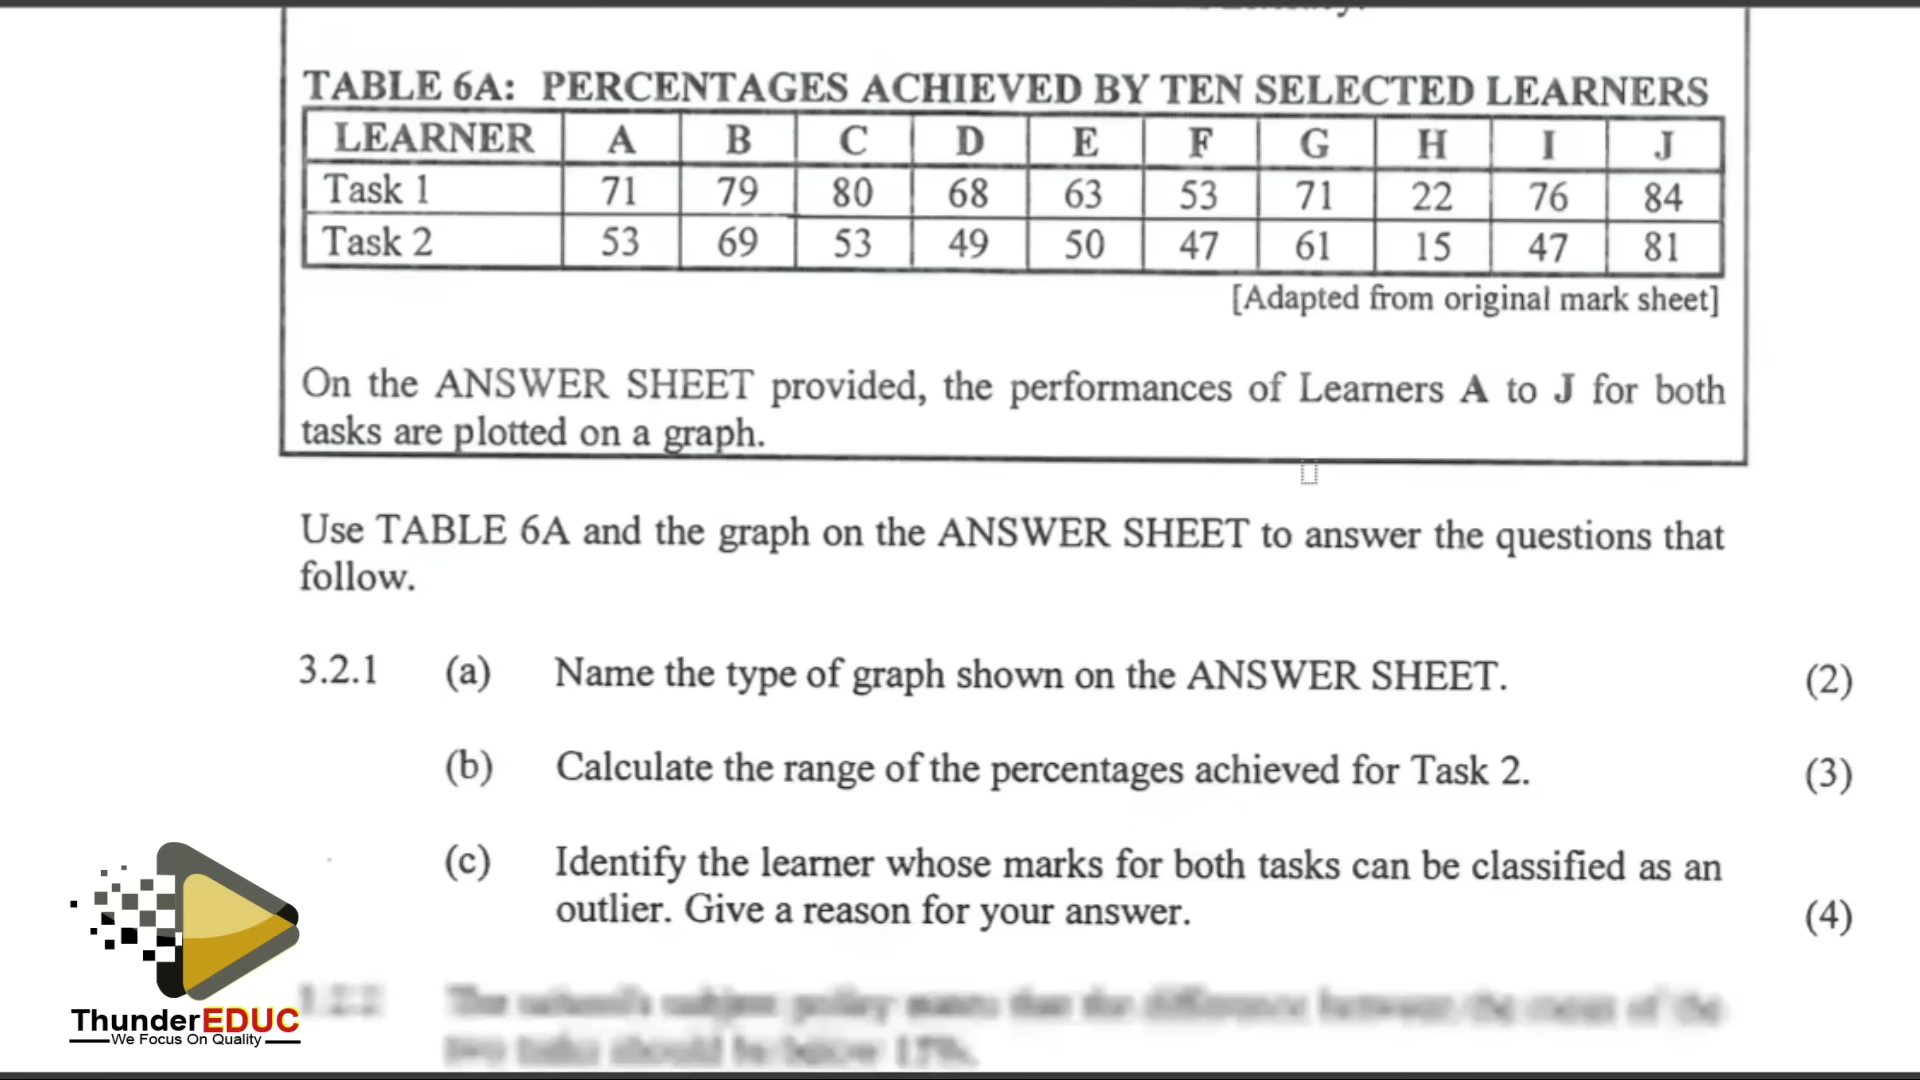 TABLE 6A: PERCENTAGES ACHIEVED BY TEN SELECTED LEARNERS
LEARNER A B C D E F G H I J
Task 1 71 79 80 68 63 53 71 22 76 84
Task 2 53 69 53 49 50 47 61 15 47 81
[Adapted from original mark sheet]
On the ANSWER SHEET provided, the performances of Learners A to J for both
tasks are plotted on a graph.
Use TABLE 6A and the graph on the ANSWER SHEET to answer the questions that
follow.
3.2.1 (a) Name the type of graph shown on the ANSWER SHEET. (2)
(b) Calculate the range of the percentages achieved for Task 2. (3)
(c) Identify the learner whose marks for both tasks can be classified as an
outlier. Give a reason for your answer. (4)
ThunderEDUC
We Focus On Quality